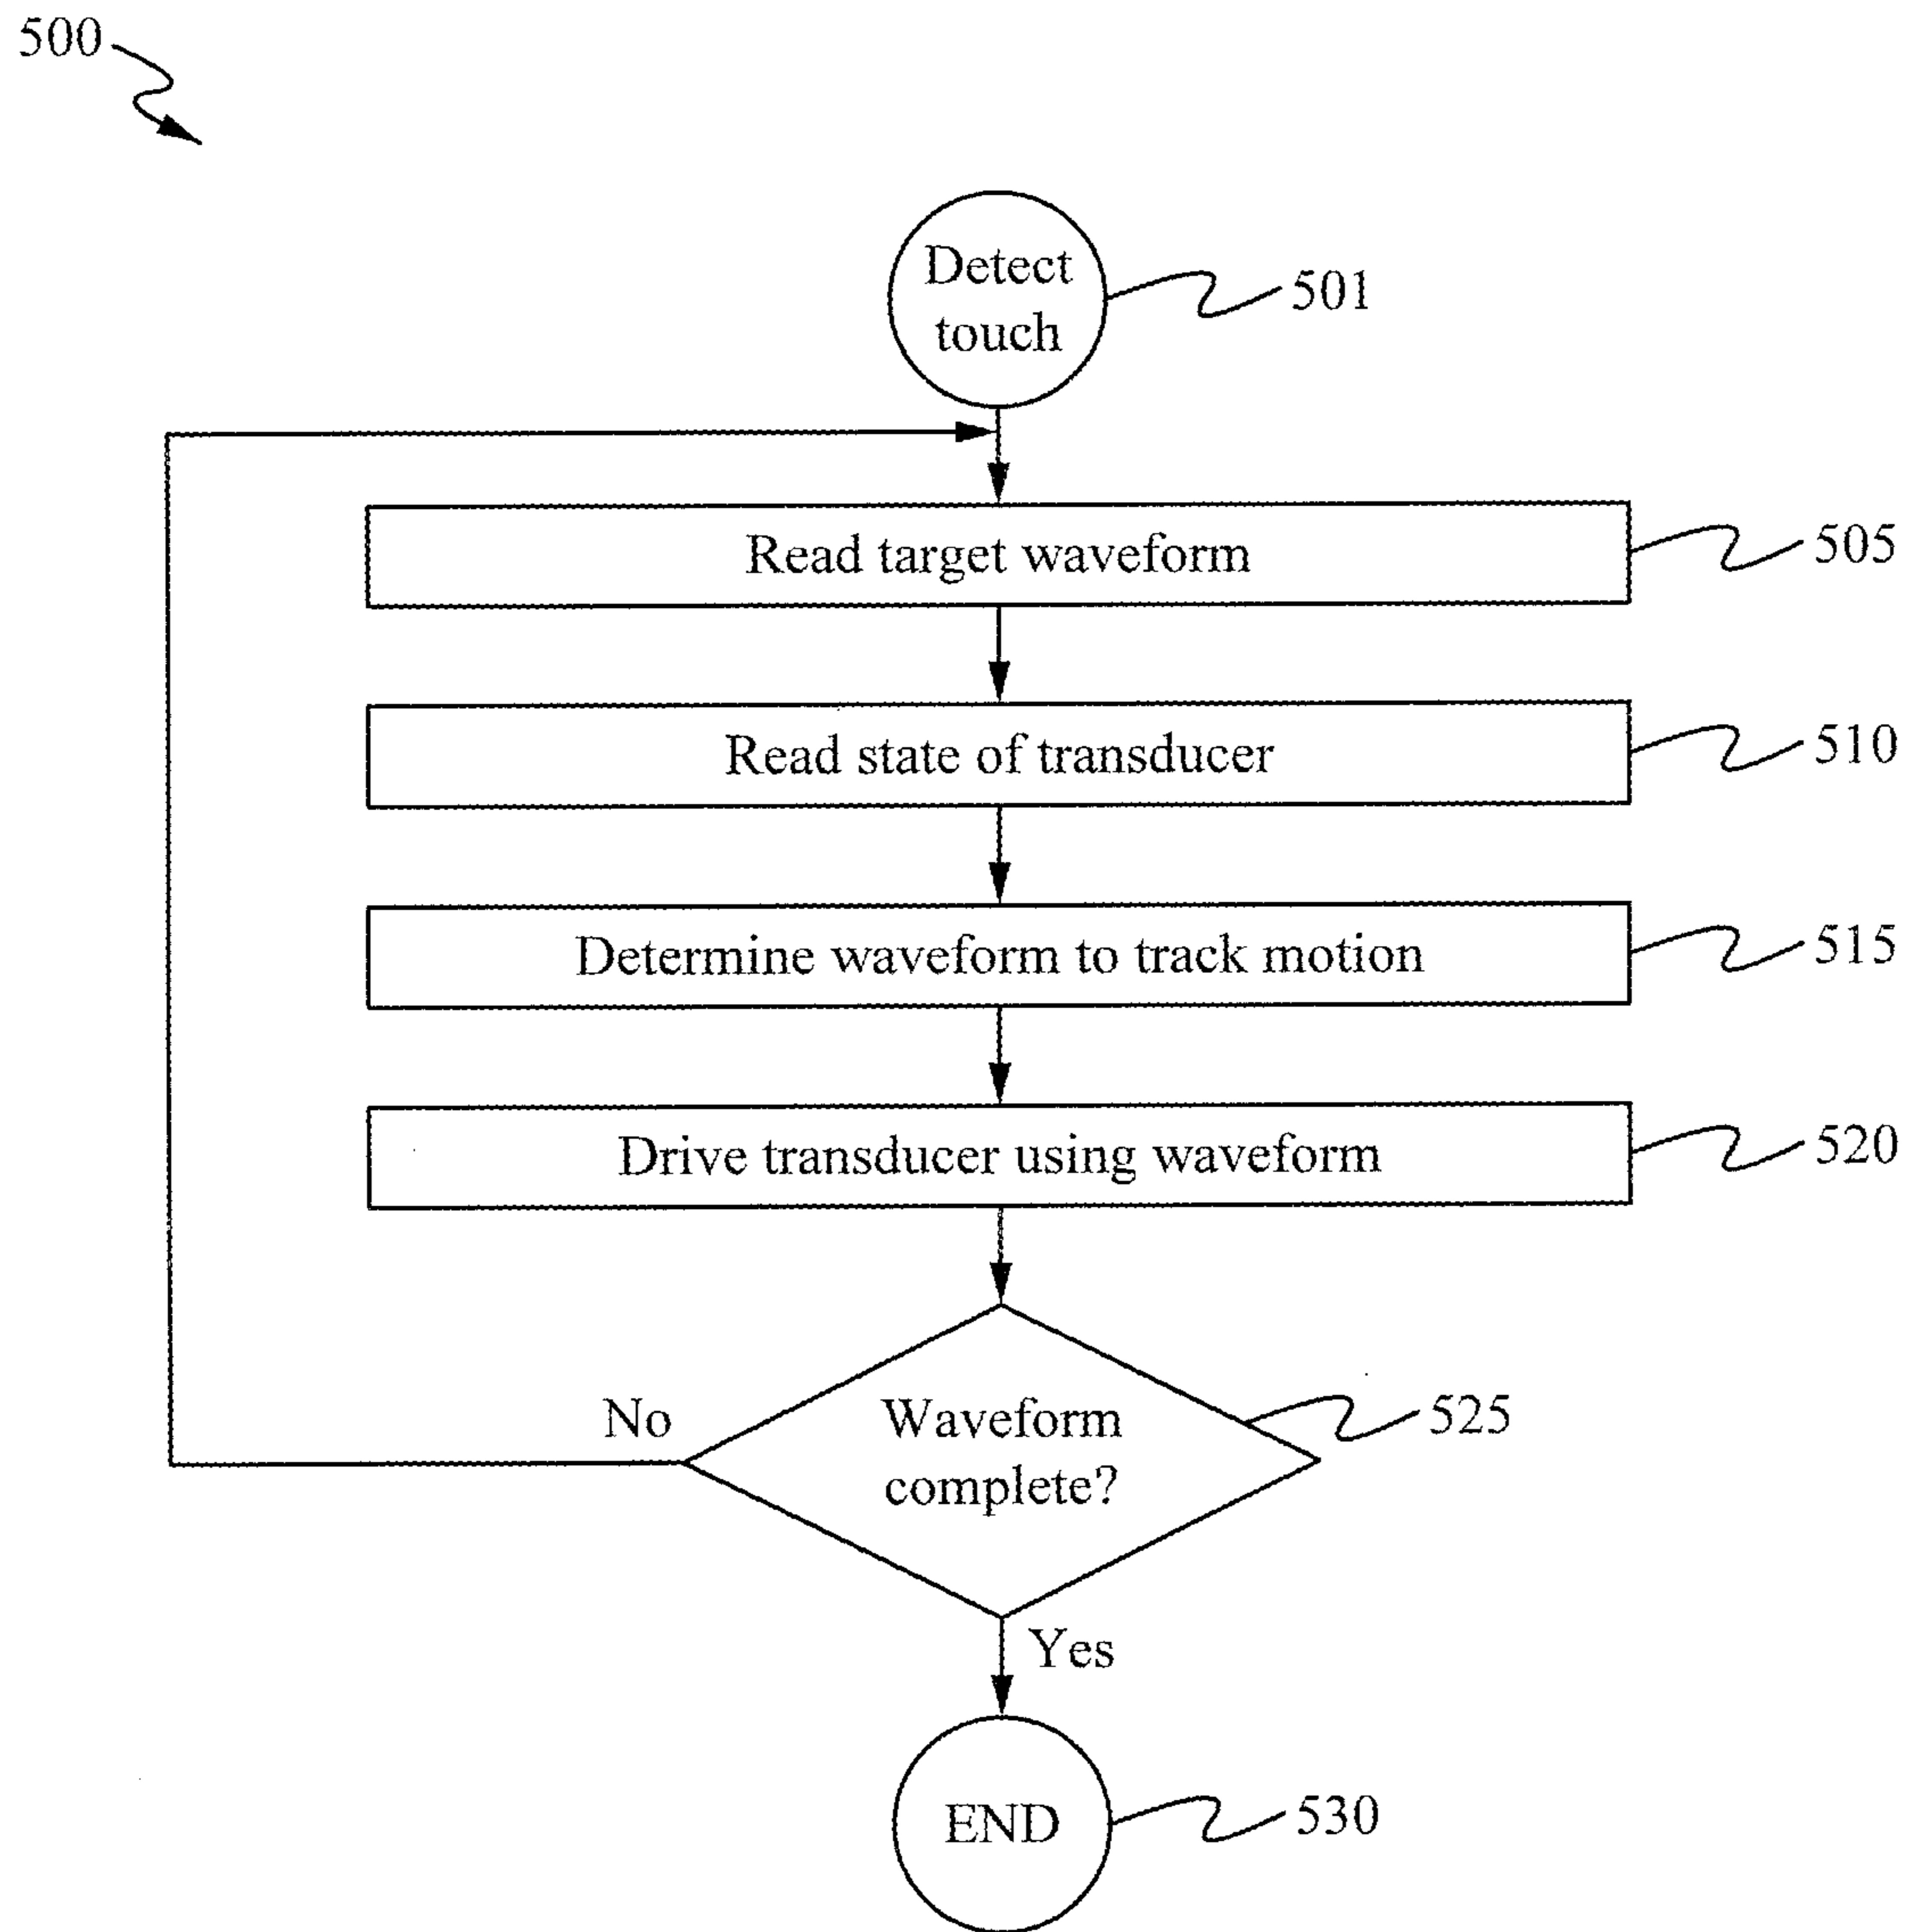 500
Detect
touch
501
Read target waveform
505
Read state of transducer
510
Determine waveform to track motion
515
Drive transducer using waveform
520
No
Waveform
complete?
525
Yes
END
530